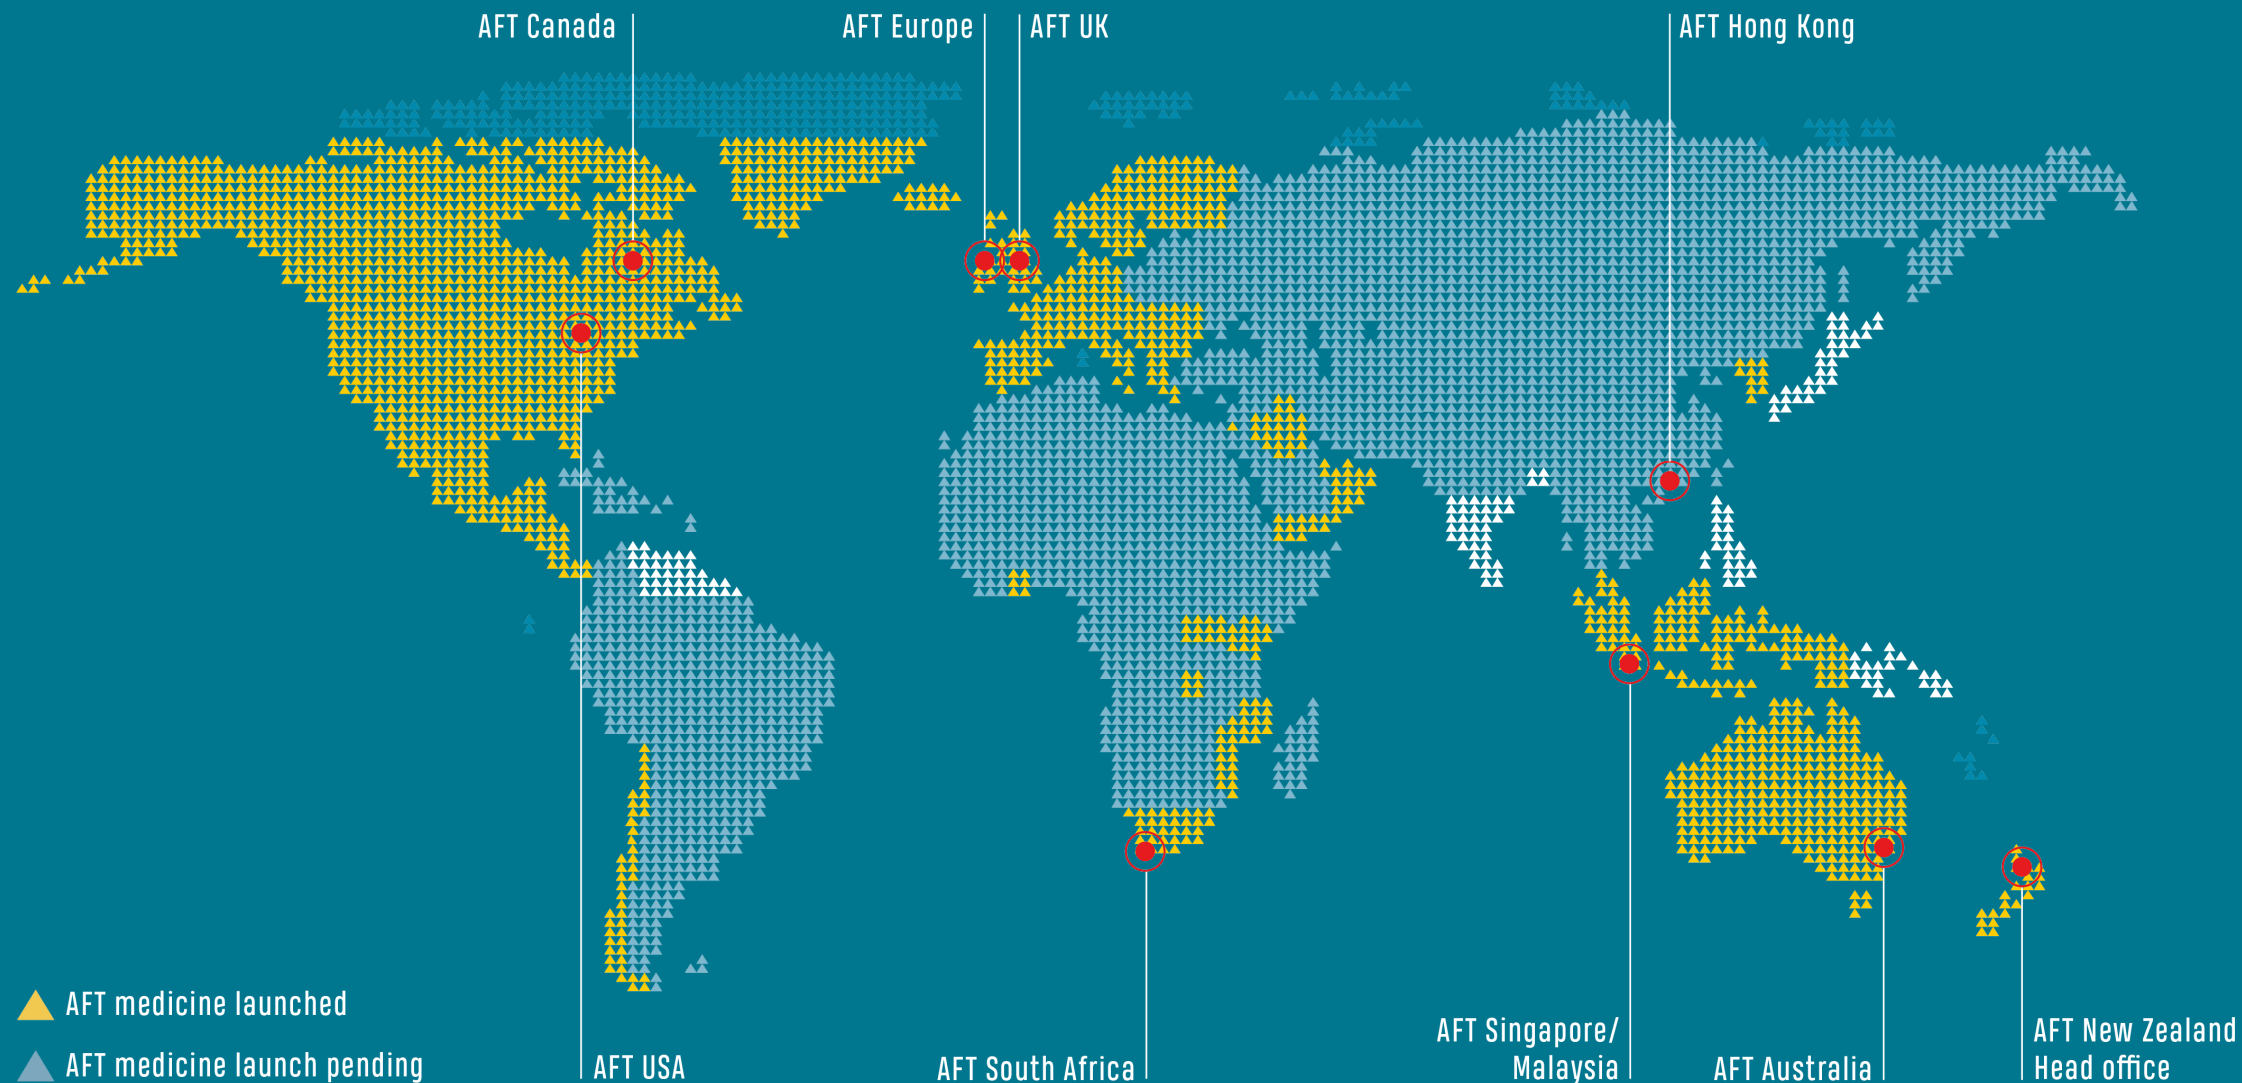 AFT Canada
AFT Europe
AFT UK
AFT Hong Kong
AFT medicine launched
AFT medicine launch pending
AFT USA
AFT South Africa
AFT Singapore/
Malaysia
AFT Australia
AFT New Zealand
Head office